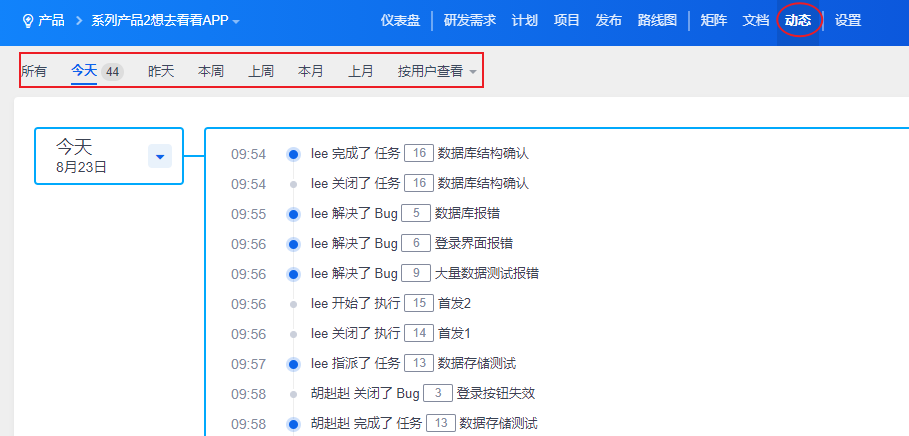 产品 系列产品2想去看看APP 仪表盘 研发需求 计划 项目 发布 路线图 矩阵 文档 动态 设置
所有 今天 44 昨天 本周 上周 本月 上月 按用户查看
今天
8月23日
09:54 lee 完成了 任务 16 数据库结构确认
09:54 lee 关闭了 任务 16 数据库结构确认
09:55 lee 解决了 Bug 5 数据库报错
09:56 lee 解决了 Bug 6 登录界面报错
09:56 lee 解决了 Bug 9 大量数据测试报错
09:56 lee 开始了 执行 15 首发2
09:56 lee 关闭了 执行 14 首发1
09:57 lee 指派了 任务 13 数据存储测试
09:58 胡赳赳 关闭了 Bug 3 登录按钮失效
09:58 胡赳赳 完成了 任务 13 数据存储测试